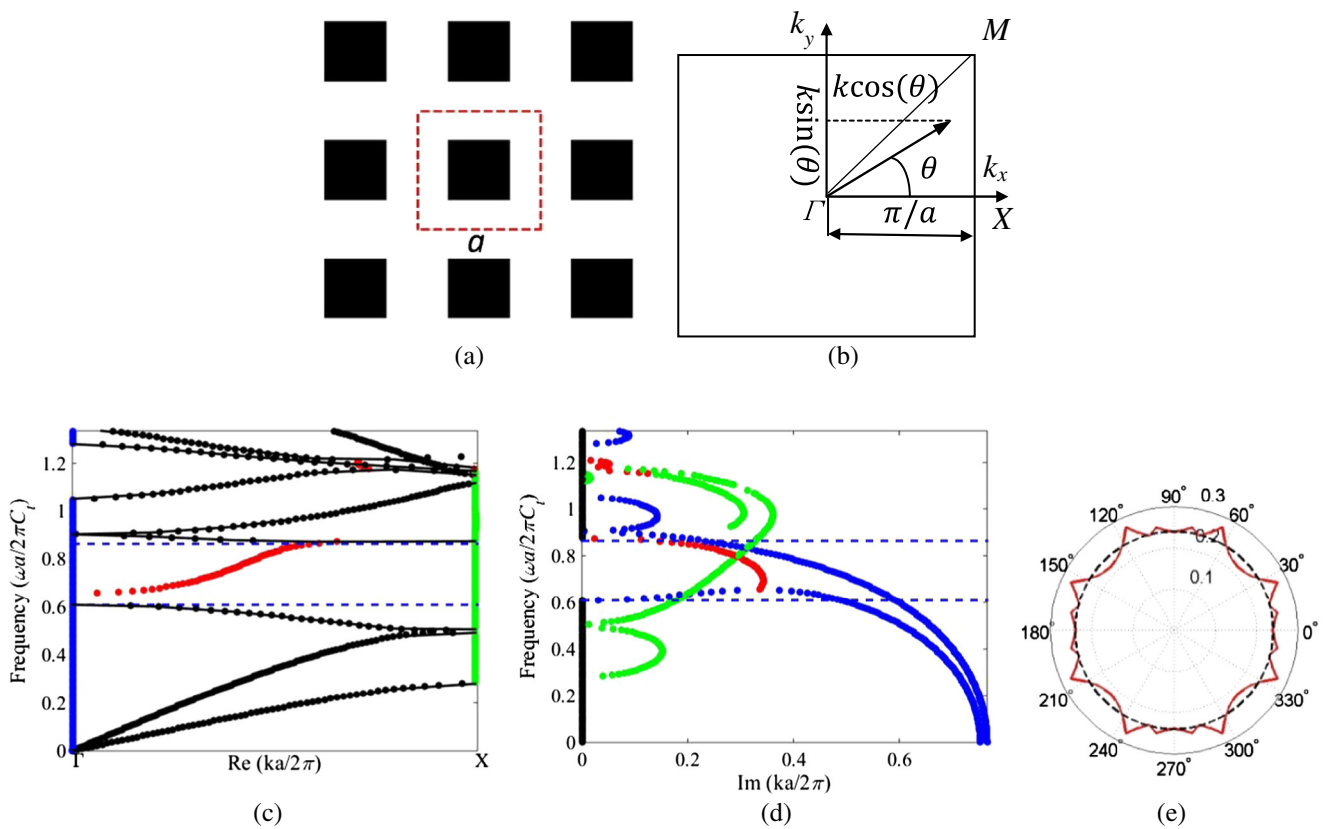 a
(a)
k_y
M
kcos(θ)
ksin(θ)
θ
k_x
Γ
π/a
X
(b)
Frequency (ωa/2πC_t)
1.2
1
0.8
0.6
0.4
0.2
0
Γ
Re (ka/2π)
X
(c)
Frequency (ωa/2πC_t)
1.2
1
0.8
0.6
0.4
0.2
0
0
0.2
0.4
0.6
Im (ka/2π)
(d)
90°
0.3
120°
60°
0.2
150°
30°
0.1
180°
0°
210°
330°
240°
300°
270°
(e)